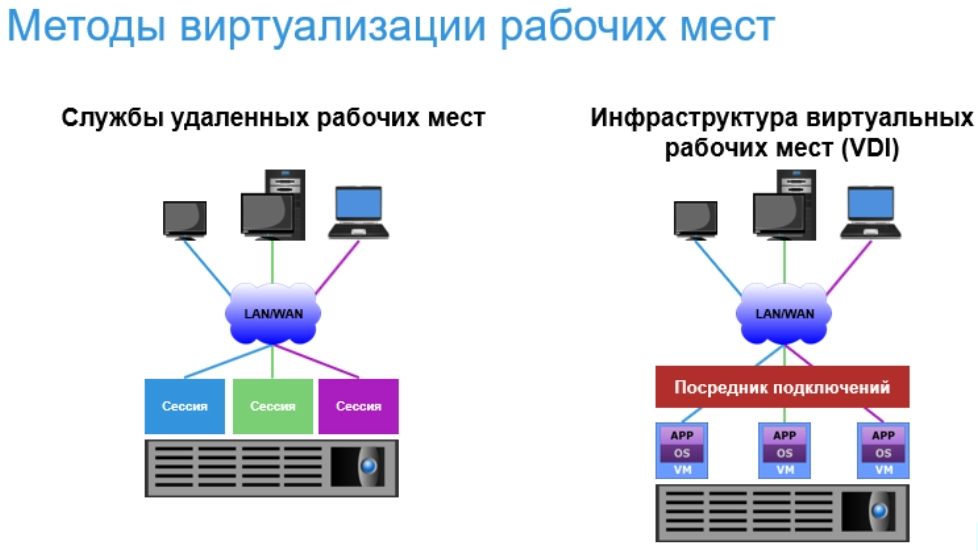 Методы виртуализации рабочих мест
Службы удаленных рабочих мест
LAN/WAN
Сессия
Сессия
Сессия
Инфраструктура виртуальных
рабочих мест (VDI)
LAN/WAN
Посредник подключений
APP
OS
VM
APP
OS
VM
APP
OS
VM